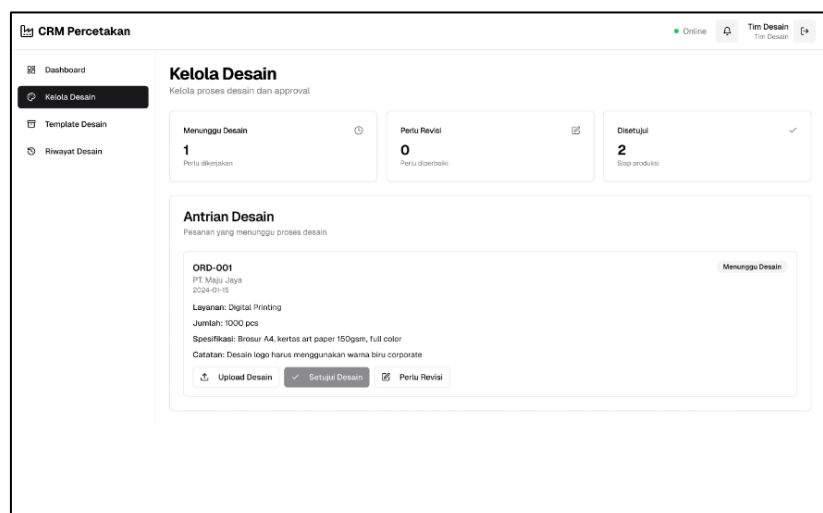 CRM Percetakan
Online
Tim Desain
Tim Desain
Dashboard
Kelola Desain
Template Desain
Riwayat Desain
Kelola Desain
Kelola proses desain dan approval
Menunggu Desain
1
Perlu dikerjakan
Perlu Revisi
0
Perlu diperbaiki
Disetujui
2
Siap produksi
Antrian Desain
Pesanan yang menunggu proses desain
ORD-001
Menunggu Desain
PT. Maju Jaya
2024-01-15
Layanan: Digital Printing
Jumlah: 1000 pcs
Spesifikasi: Brosur A4, kertas art paper 150gsm, full color
Catatan: Desain logo harus menggunakan warna biru corporate
Upload Desain
Setujui Desain
Perlu Revisi